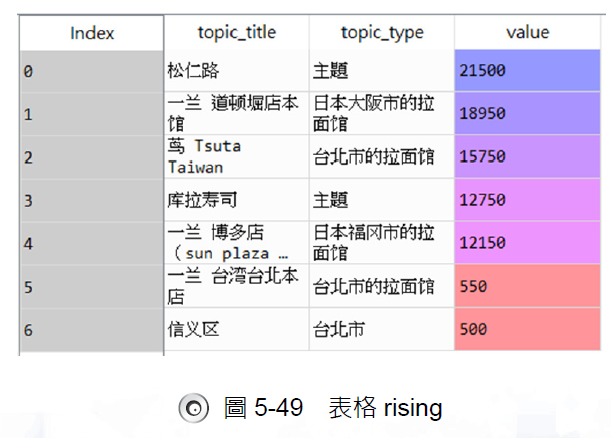 Index topic_title topic_type value
0 松仁路 主题 21500
1 一兰 道顿堀店本馆 日本大阪市的拉面馆 18950
2 茑 Tsuta Taiwan 台北市的拉面馆 15750
3 库拉寿司 主题 12750
4 一兰 博多店（sun plaza … 日本福冈市的拉面馆 12150
5 一兰 台湾台北本店 台北市的拉面馆 550
6 信义区 台北市 500
圖 5-49 表格 rising